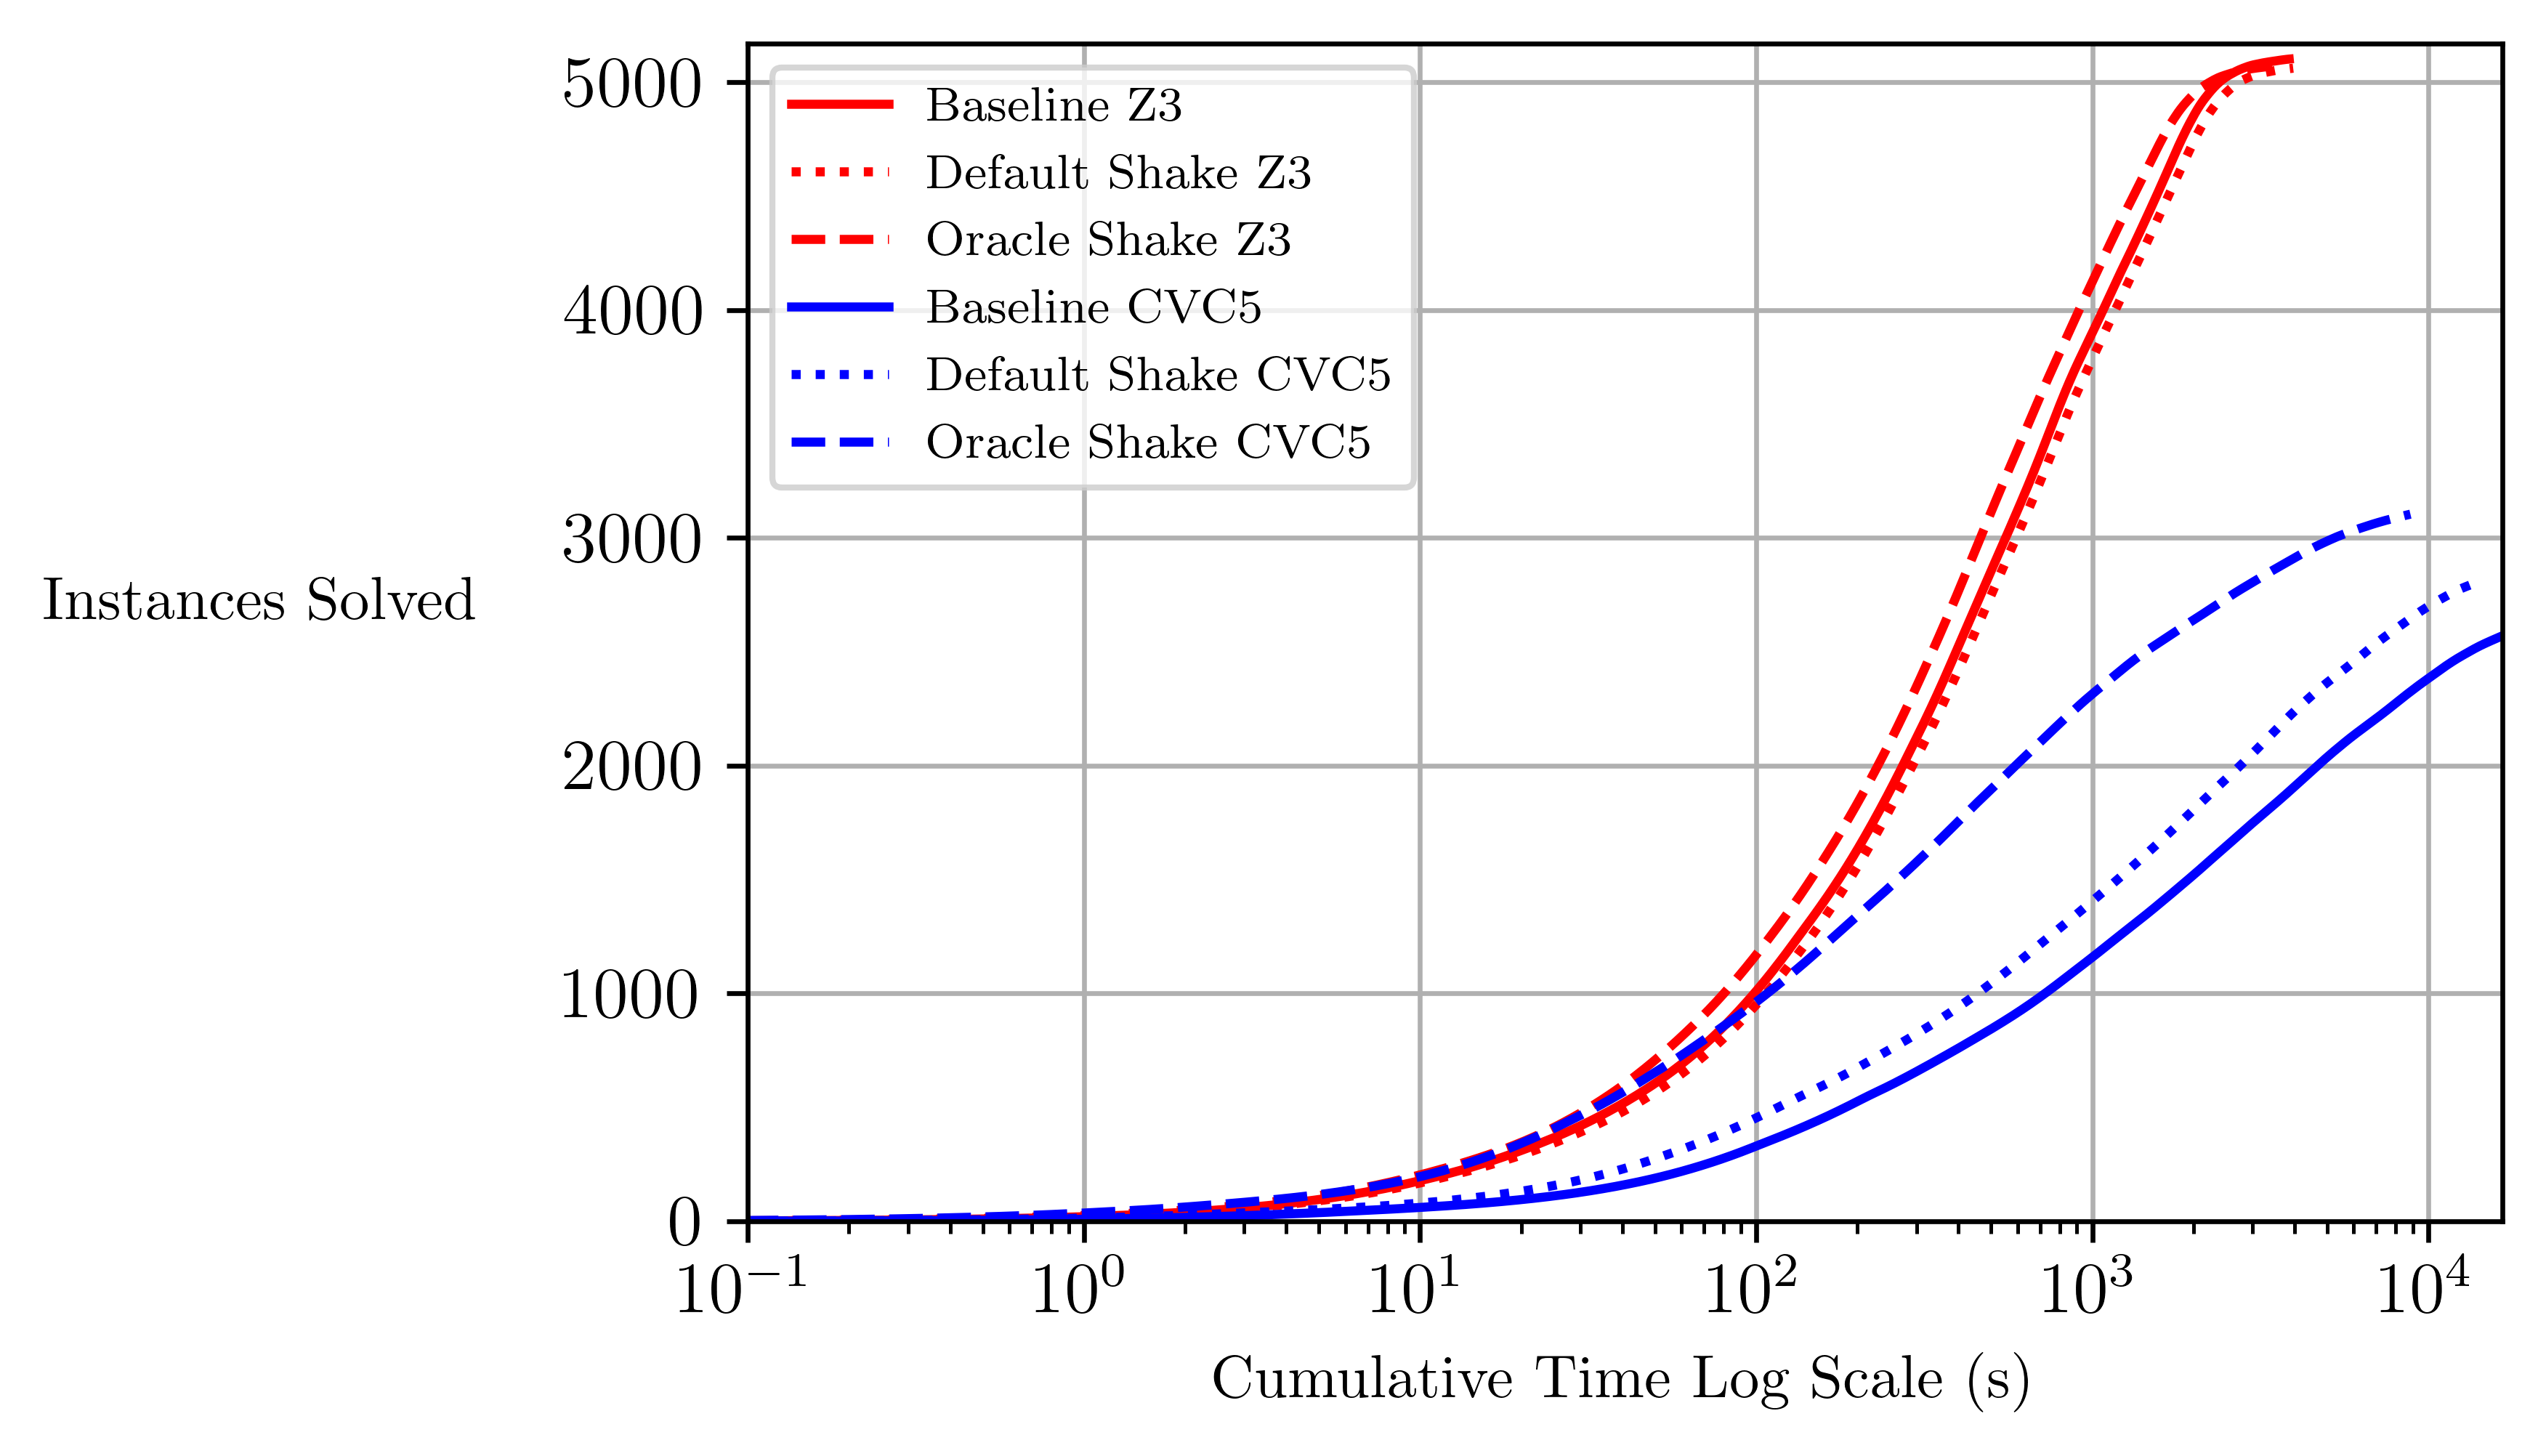 5000
4000
3000
2000
1000
0
Instances Solved
Baseline Z3
Default Shake Z3
Oracle Shake Z3
Baseline CVC5
Default Shake CVC5
Oracle Shake CVC5
10⁻¹ 10⁰ 10¹ 10² 10³ 10⁴
Cumulative Time Log Scale (s)